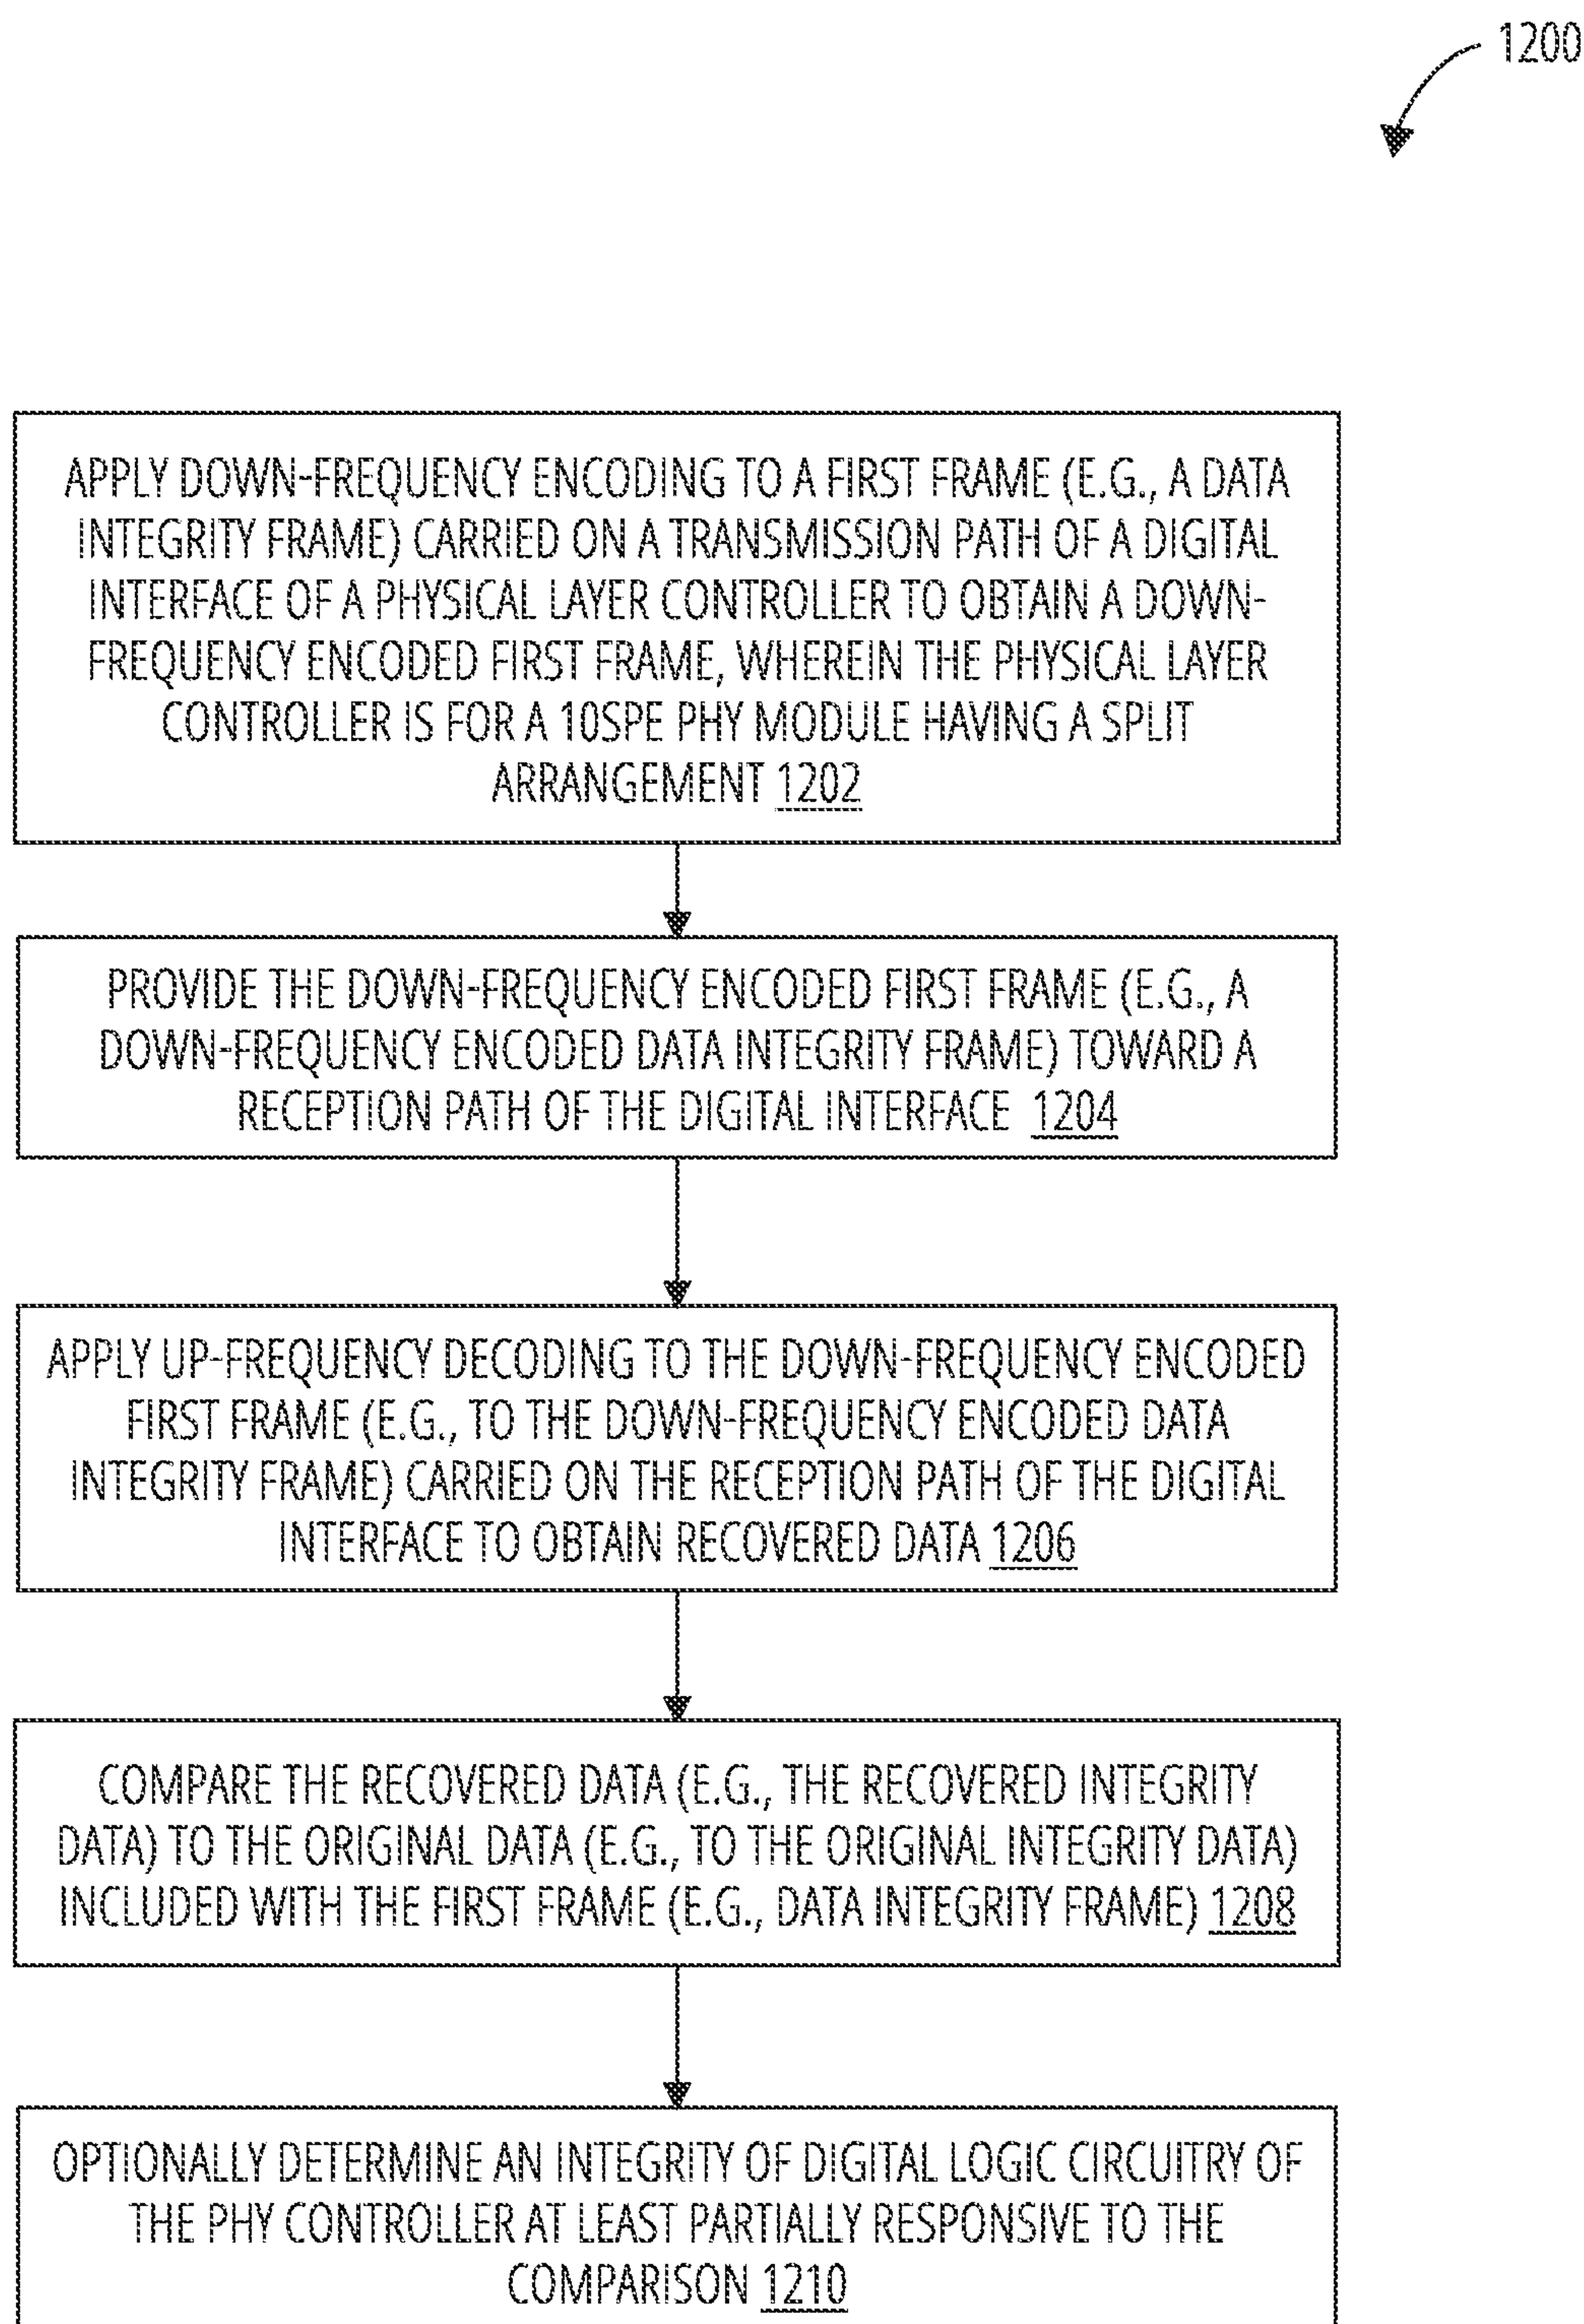 1200
APPLY DOWN-FREQUENCY ENCODING TO A FIRST FRAME (E.G., A DATA
INTEGRITY FRAME) CARRIED ON A TRANSMISSION PATH OF A DIGITAL
INTERFACE OF A PHYSICAL LAYER CONTROLLER TO OBTAIN A DOWN-
FREQUENCY ENCODED FIRST FRAME, WHEREIN THE PHYSICAL LAYER
CONTROLLER IS FOR A 10SPE PHY MODULE HAVING A SPLIT
ARRANGEMENT 1202
PROVIDE THE DOWN-FREQUENCY ENCODED FIRST FRAME (E.G., A
DOWN-FREQUENCY ENCODED DATA INTEGRITY FRAME) TOWARD A
RECEPTION PATH OF THE DIGITAL INTERFACE 1204
APPLY UP-FREQUENCY DECODING TO THE DOWN-FREQUENCY ENCODED
FIRST FRAME (E.G., TO THE DOWN-FREQUENCY ENCODED DATA
INTEGRITY FRAME) CARRIED ON THE RECEPTION PATH OF THE DIGITAL
INTERFACE TO OBTAIN RECOVERED DATA 1206
COMPARE THE RECOVERED DATA (E.G., THE RECOVERED INTEGRITY
DATA) TO THE ORIGINAL DATA (E.G., TO THE ORIGINAL INTEGRITY DATA)
INCLUDED WITH THE FIRST FRAME (E.G., DATA INTEGRITY FRAME) 1208
OPTIONALLY DETERMINE AN INTEGRITY OF DIGITAL LOGIC CIRCUITRY OF
THE PHY CONTROLLER AT LEAST PARTIALLY RESPONSIVE TO THE
COMPARISON 1210